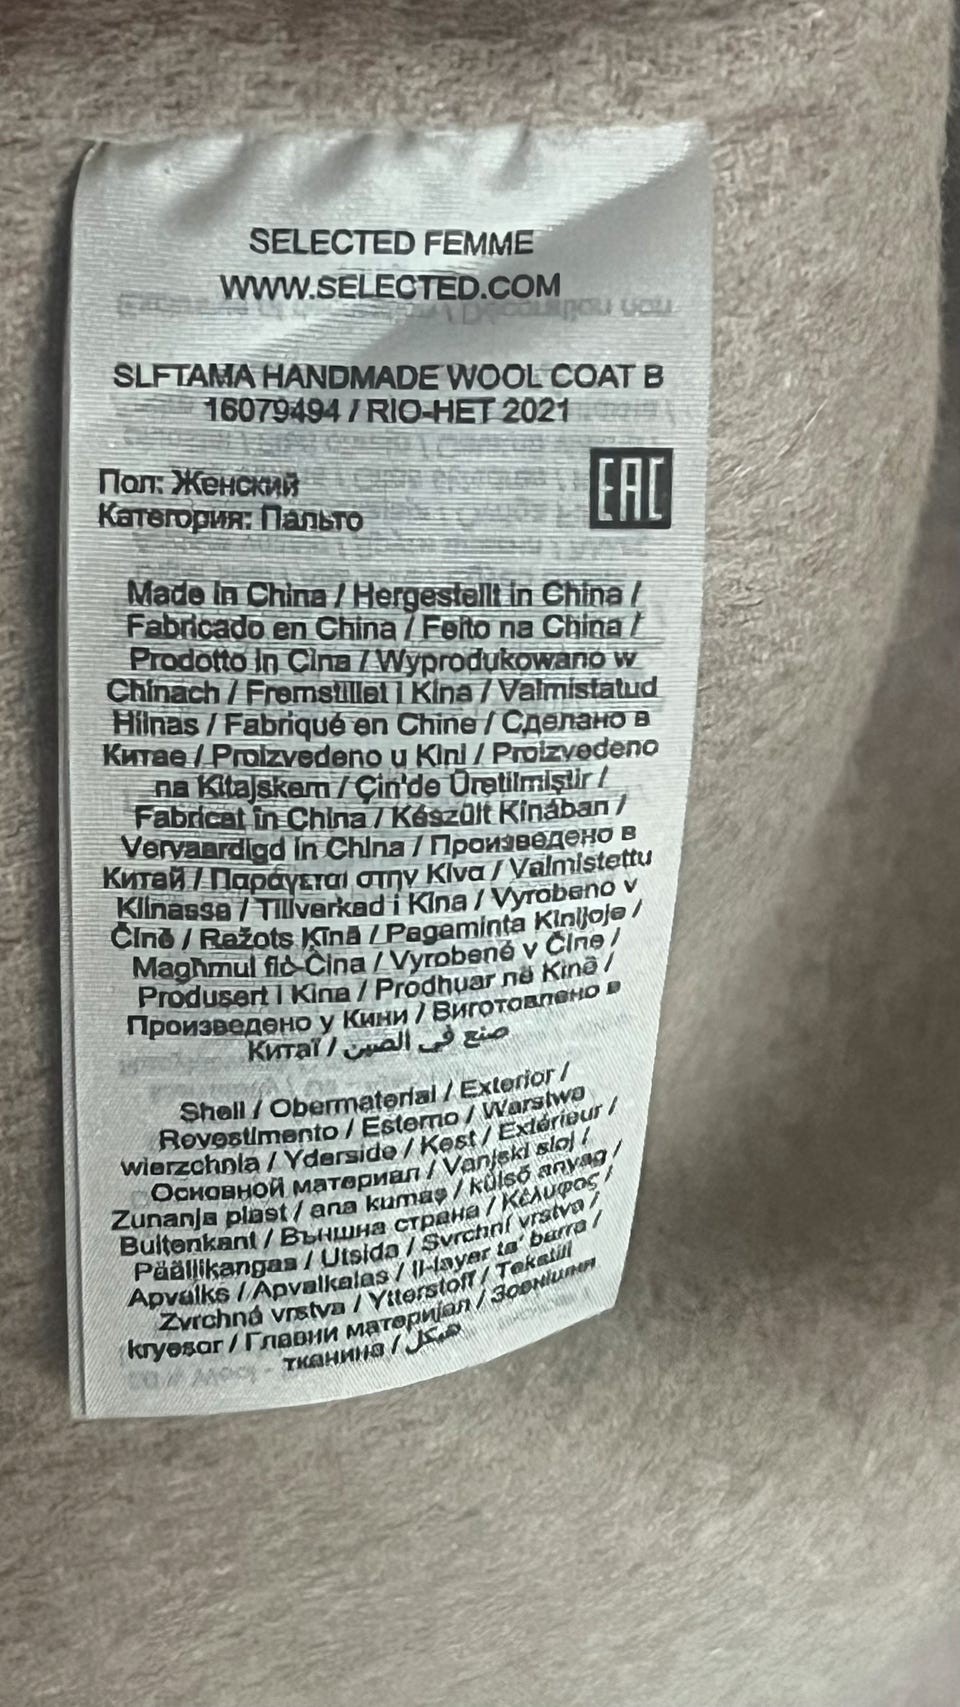 SELECTED FEMME
WWW.SELECTED.COM
SLFTAMA HANDMADE WOOL COAT B
16079494 / RIO-HET 2021
EAC
Пол: Женский
Категория: Пальто
Made in China / Hergestellt in China /
Fabricado en China / Feito na China /
Prodotto in Cina / Wyprodukowano w
Chinach / Fremstillet i Kina / Valmistatud
Hiinas / Fabriqué en Chine / Сделано в
Китае / Proizvedeno u Kini / Proizvedeno
na Kitajskem / Çin'de Üretilmiştir /
Fabricat în China / Készült Kínában /
Vervaardigd in China / Произведено в
Китай / Παράγεται στην Κίνα / Valmistettu
Kiinassa / Tillverkad i Kina / Vyrobeno v
Číně / Ražots Ķīnā / Pagaminta Kinijoje /
Magħmul fiċ-Ċina / Vyrobené v Číne /
Produsert i Kina / Prodhuar në Kinë /
Произведено у Кини / Виготовлено в
Китаї / صنع في الصين
Shell / Obermaterial / Exterior /
Revestimento / Esterno / Warstwa
wierzchnia / Yderside / Kest / Extérieur /
Основной материал / Vanjski sloj /
Zunanja plast / ana kumaş / külső anyag /
Buitenkant / Външна страна / Κέλυφος /
Päällikangas / Utsida / Svrchní vrstva /
Apvalks / Apvalkalas / Il-layer ta' barra /
Zvrchná vrstva / Ytterstoff / Tekstili
kryesor / Главни материјал / Зовнішня
тканина / هيكل